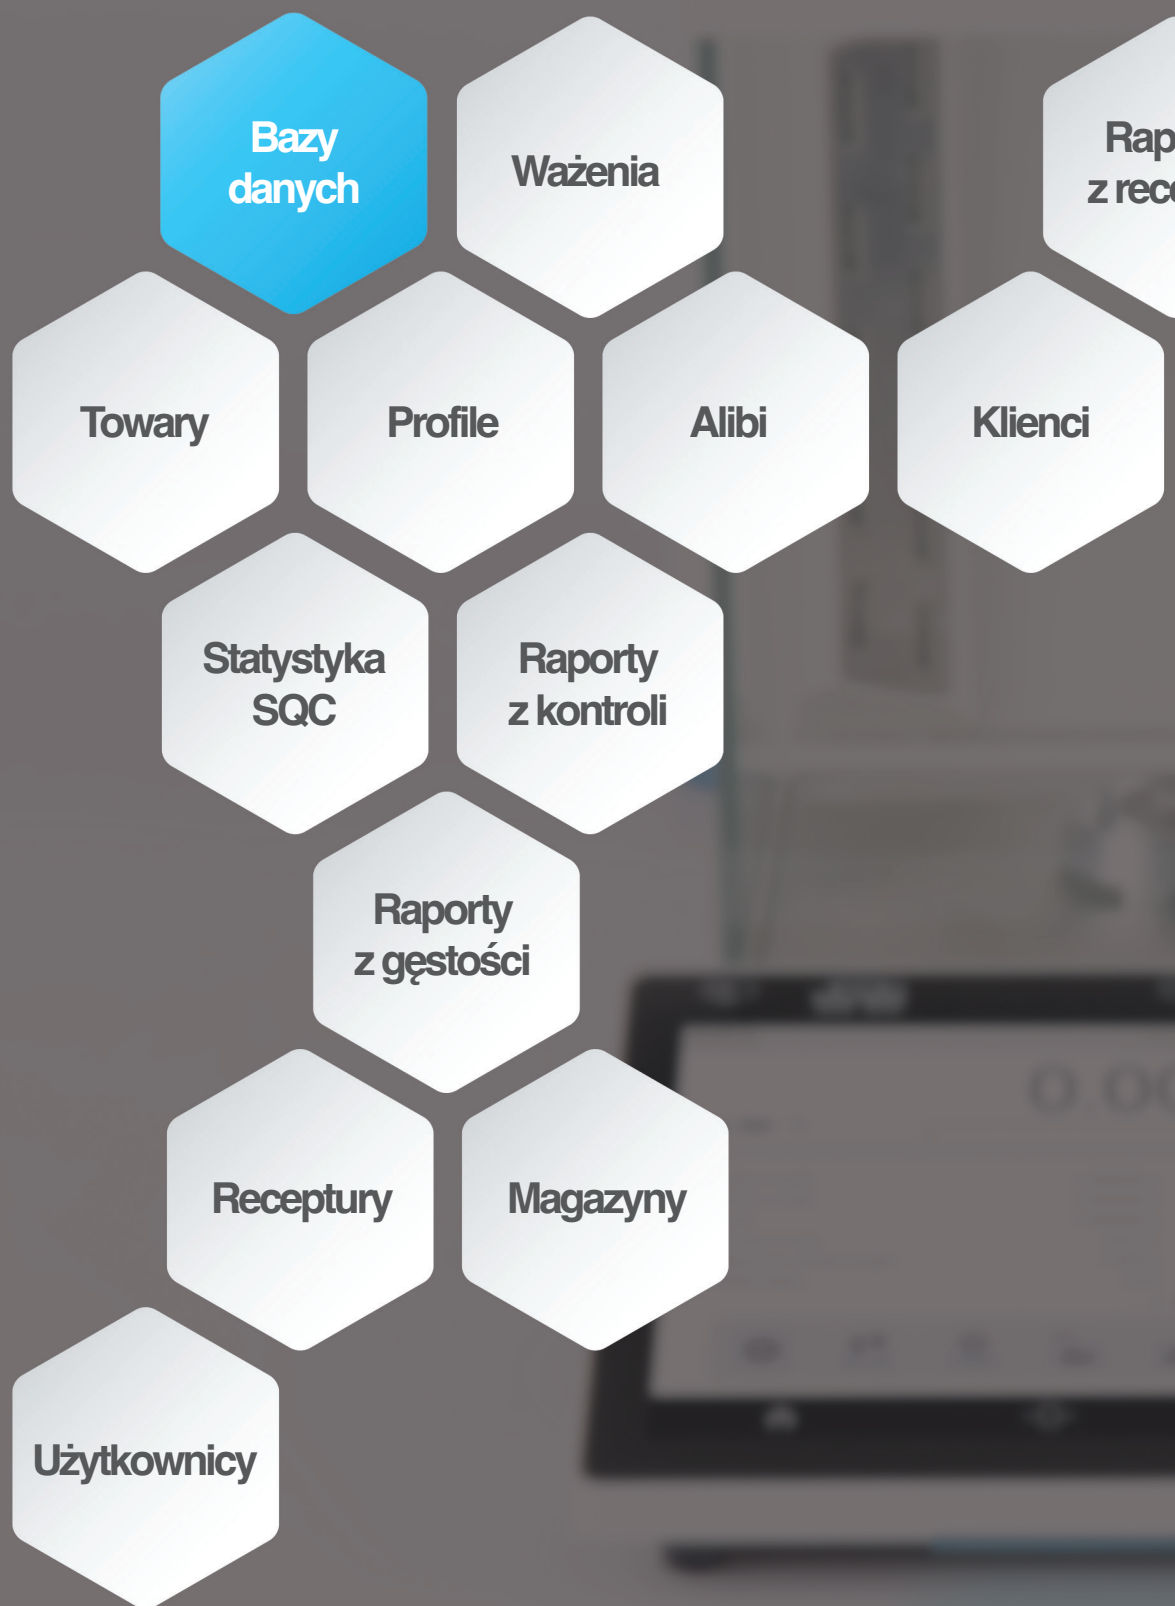 Bazy
danych
Ważenia
Towary
Profile
Alibi
Klienci
Statystyka
SQC
Raporty
z kontroli
Raporty
z gęstości
Receptury
Magazyny
Użytkownicy